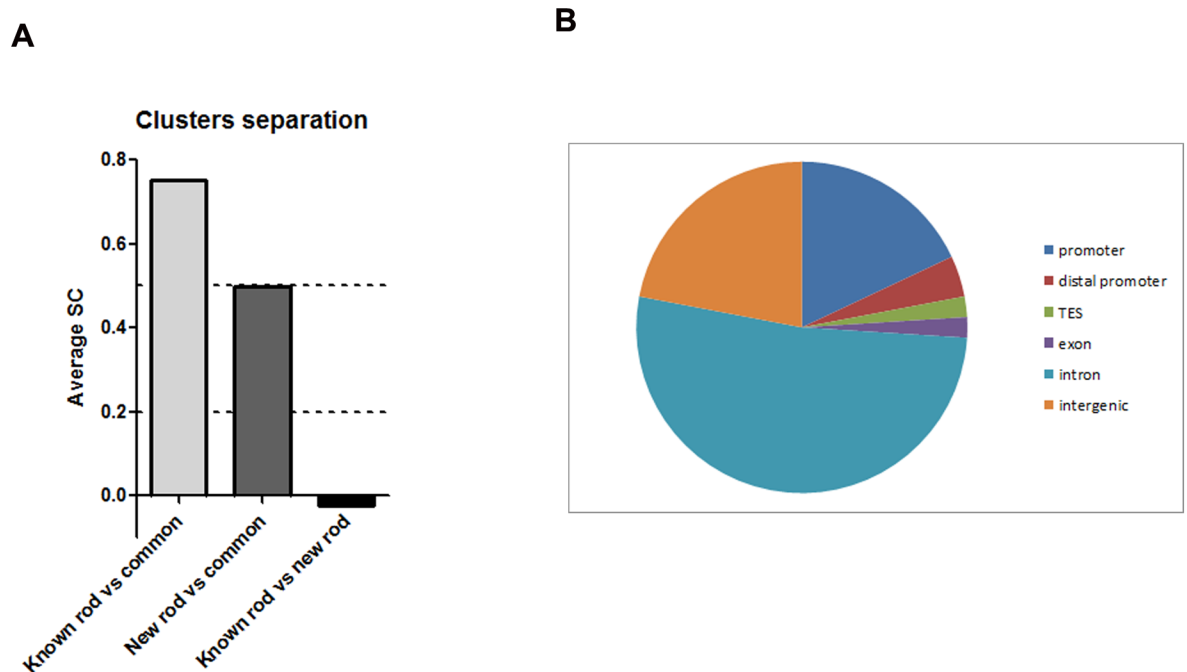 A
B
Clusters separation
Average SC
0.8
0.6
0.4
0.2
0.0
Known rod vs common
New rod vs common
Known rod vs new rod
promoter
distal promoter
TES
exon
intron
intergenic